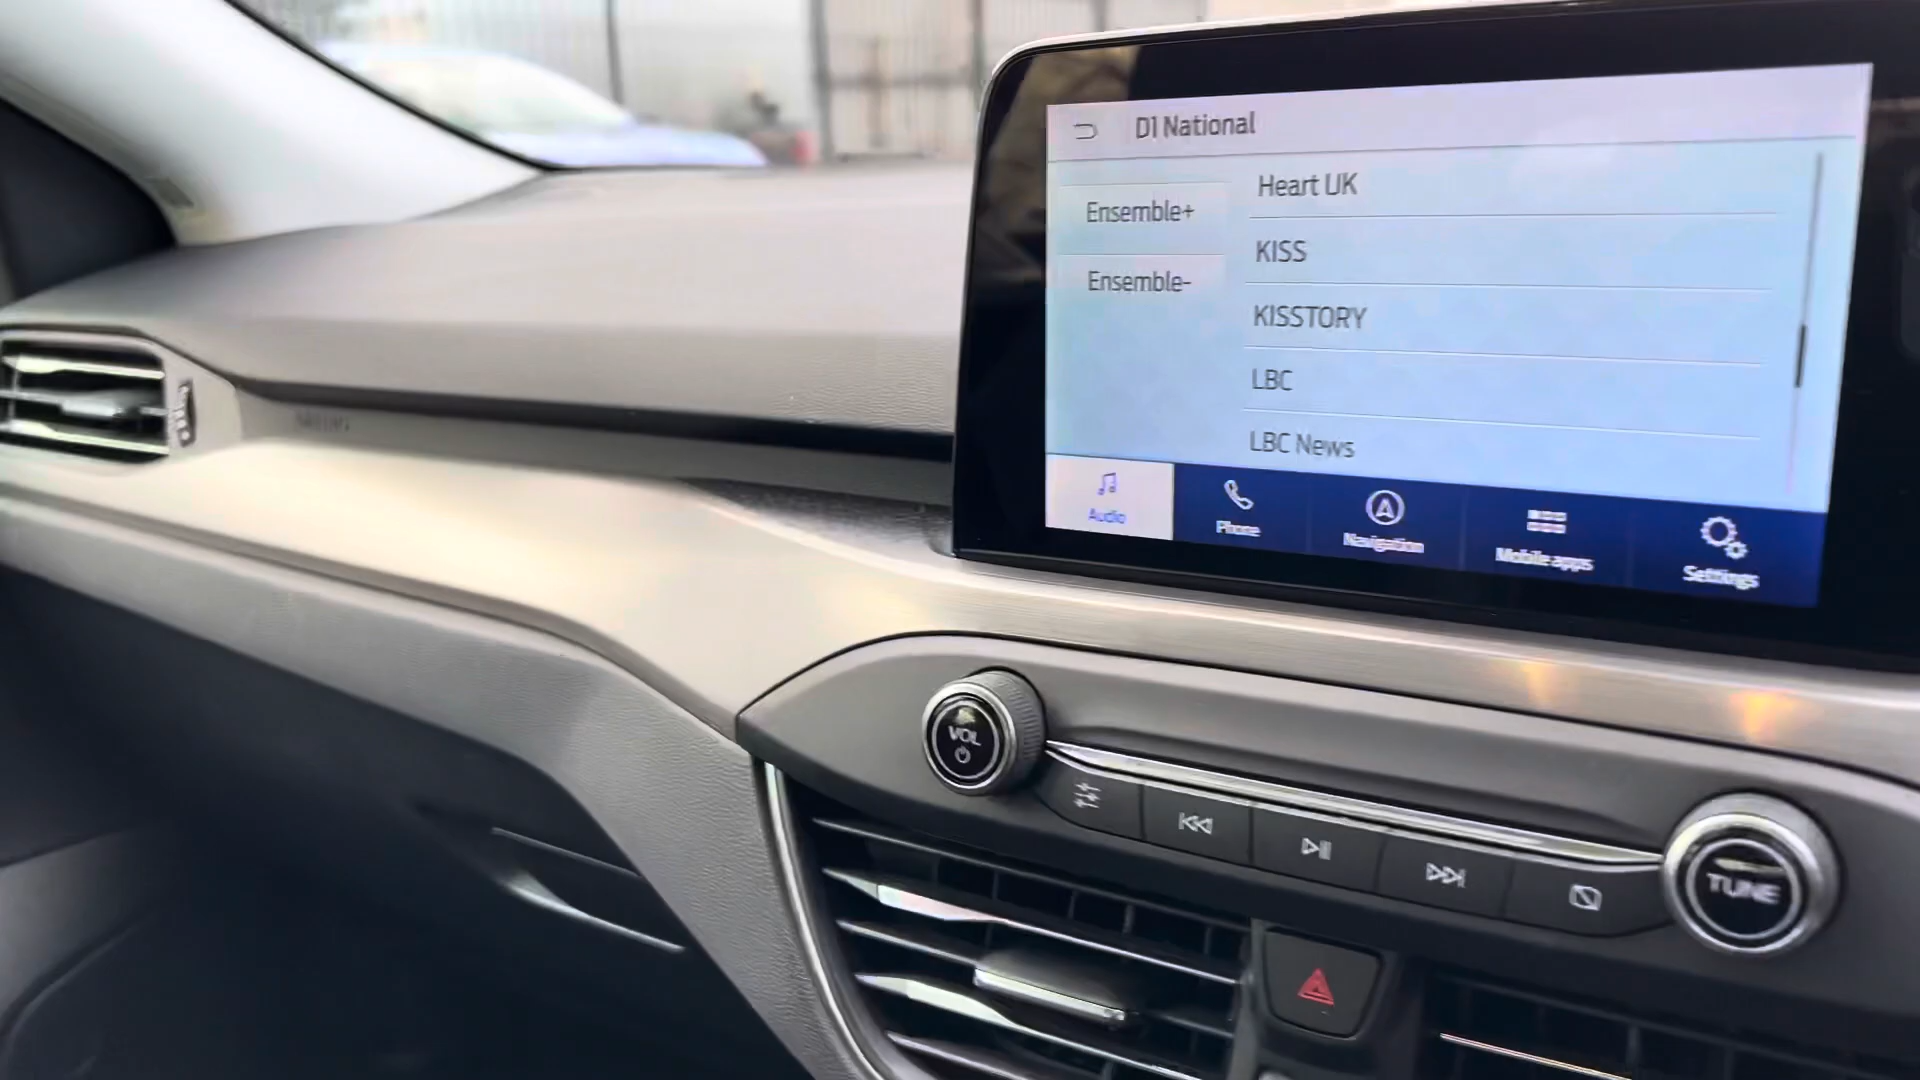 D1 National
Ensemble+
Ensemble-
Heart UK
KISS
KISSTORY
LBC
LBC News
Audio
Phone
Navigation
Mobile apps
Settings
VOL
TUNE